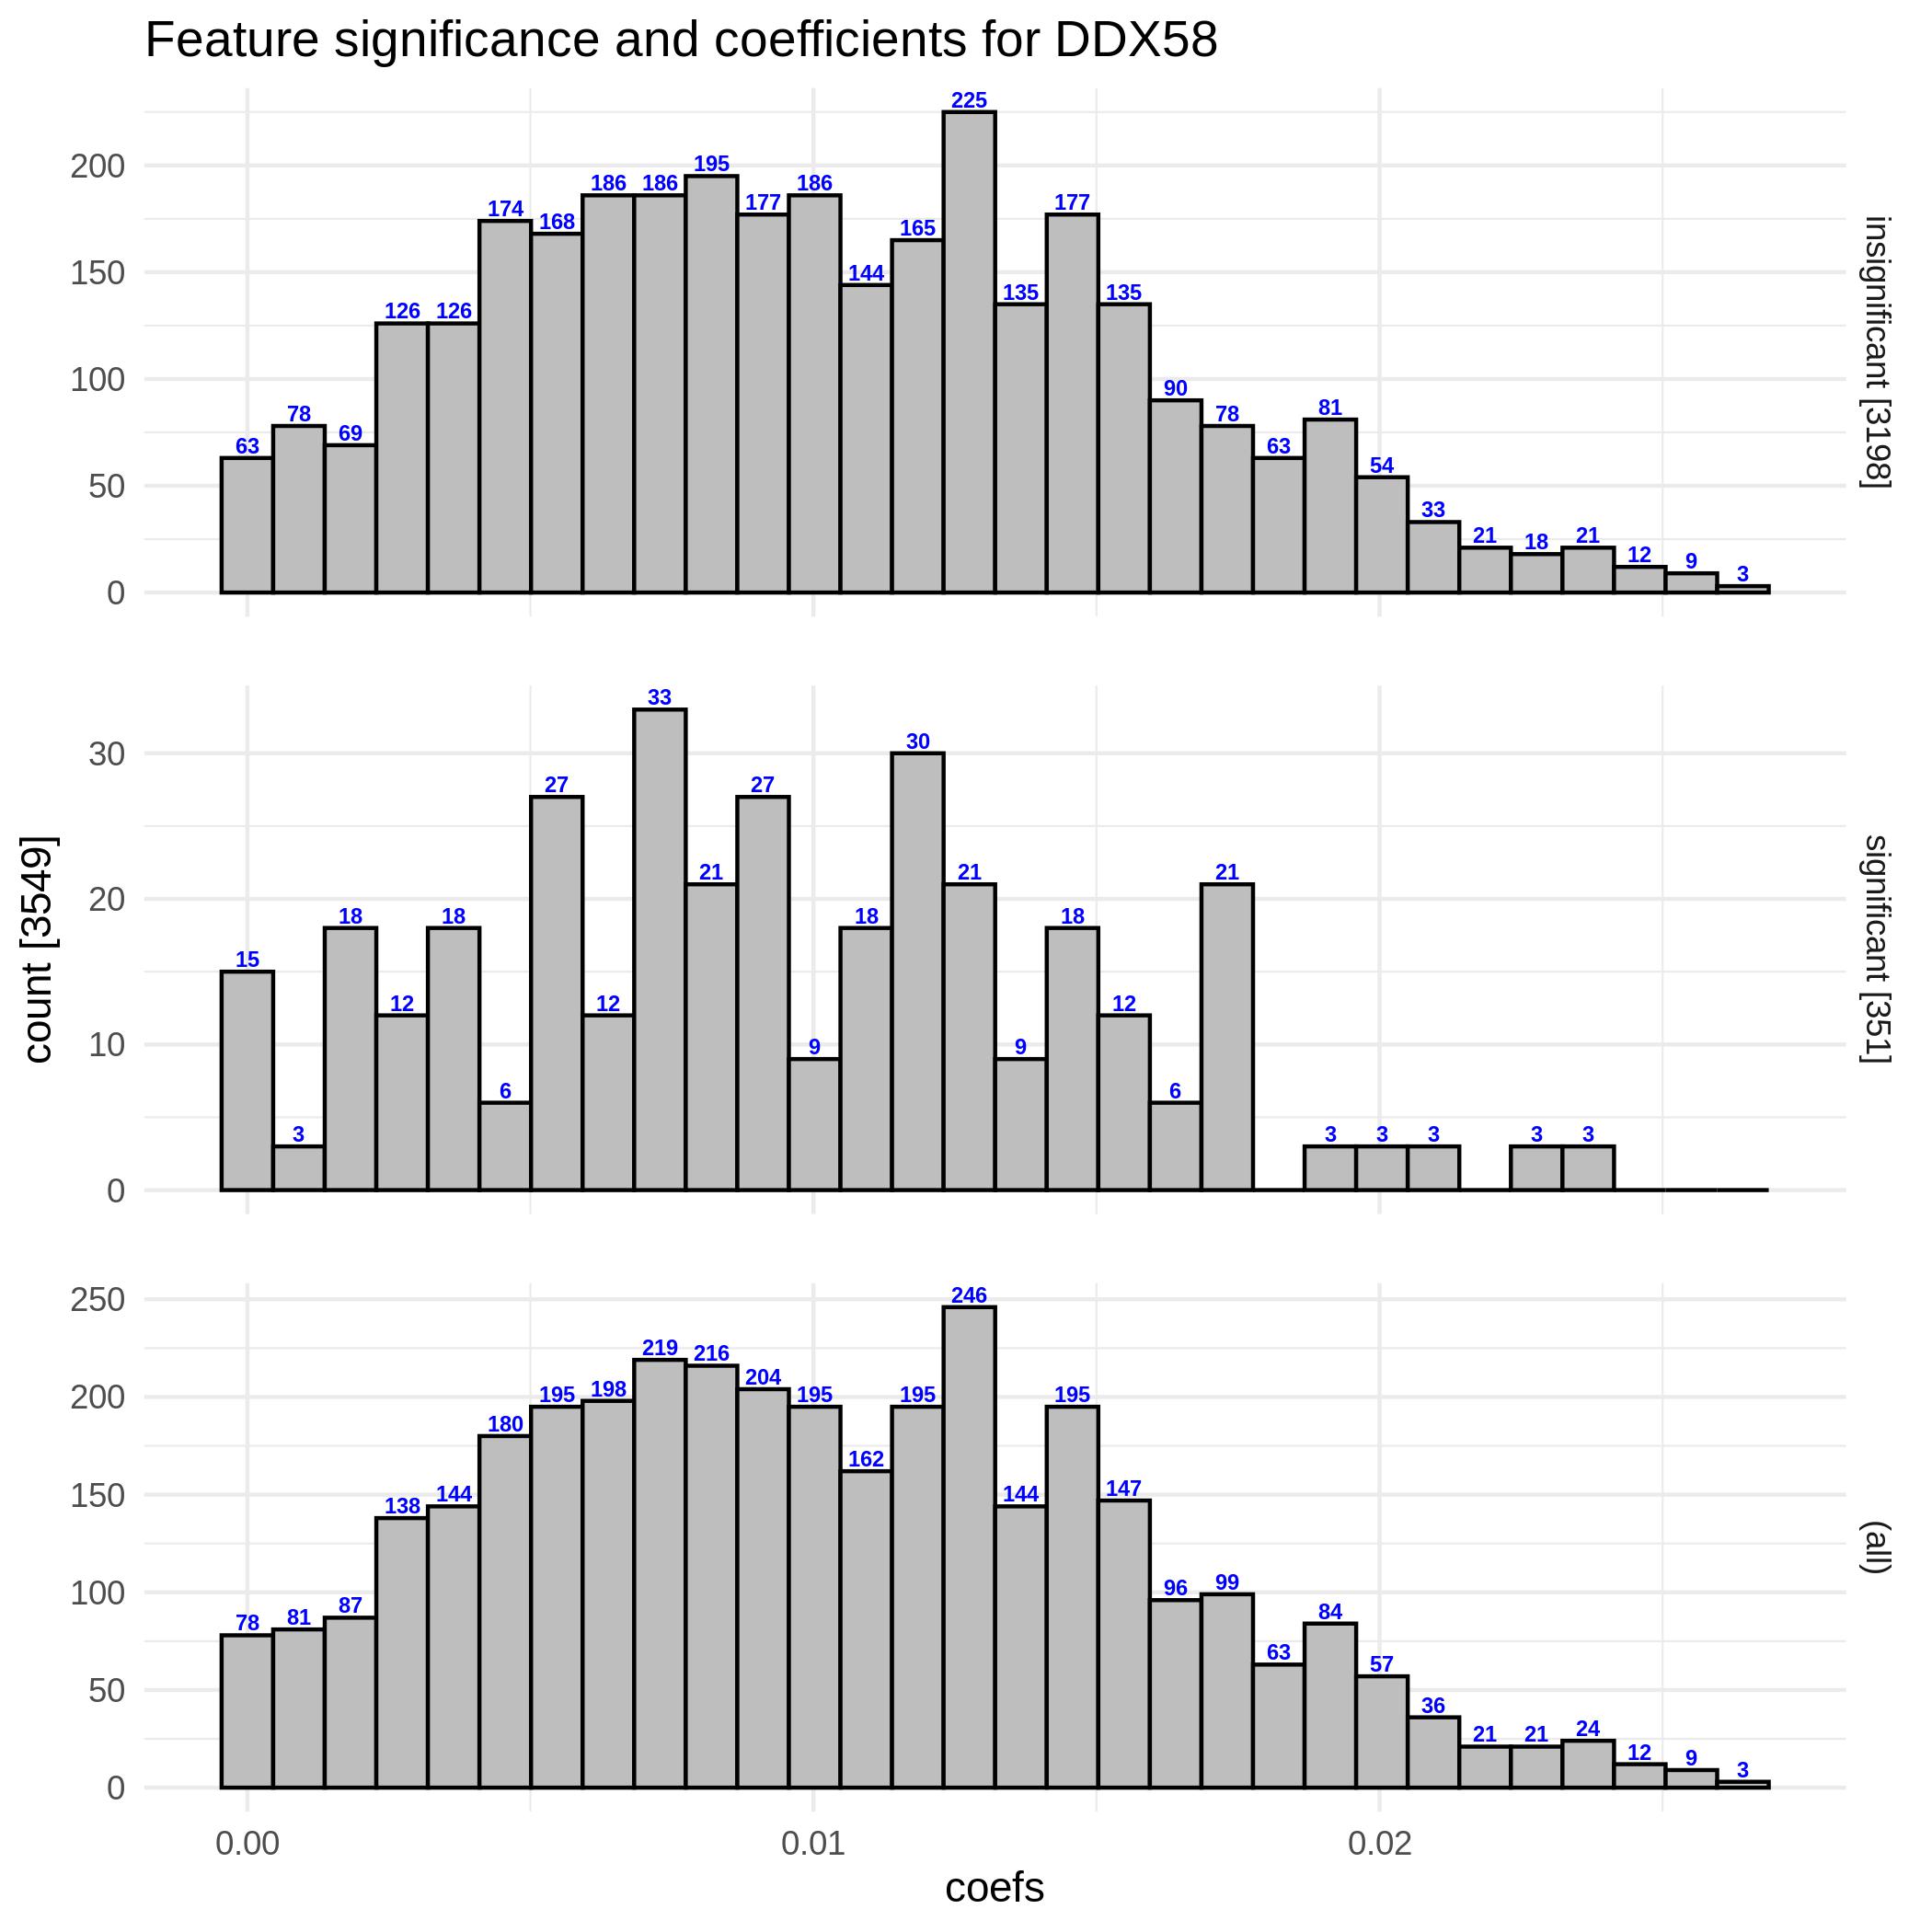 Feature significance and coefficients for DDX58
225
200
195
186 186 186
174 168 177 177
165
150
144
135 135
126 126
100
90
78 78 81
63 69 63
50
54
33
21 18 21
12 9 3
0
insignificant [3198]
33
30
30
27 27
21 21 21
20
18 18 18 18
15
12 12 12
10
9 9
6 6
3 3 3 3 3 3
0
significant [351]
count [3549]
250
246
219 216
204
200
195 198 195 195 195
180
162
150
138 144 144 147
100
96 99
78 81 87 84
63
57
50
36
21 21 24
12 9 3
0
(all)
0.00 0.01 0.02
coefs